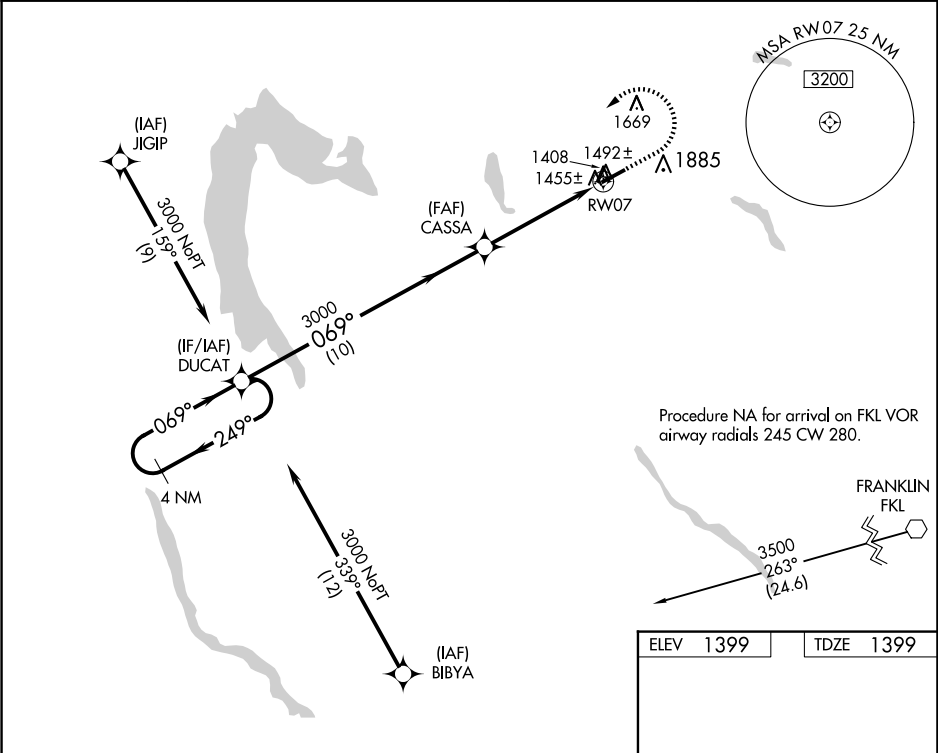 MSA RW07 25 NM
3200
(IAF)
JIGIP
3000 NoPT
159°
(9)
1669
1408
1492±
1455±
1885
RW07
(FAF)
CASSA
3000
069°
(10)
(IF/IAF)
DUCAT
069°
249°
4 NM
Procedure NA for arrival on FKL VOR
airway radials 245 CW 280.
FRANKLIN
FKL
3500
263°
(24.6)
3000 NoPT
339°
(12)
(IAF)
BIBYA
ELEV 1399
TDZE 1399